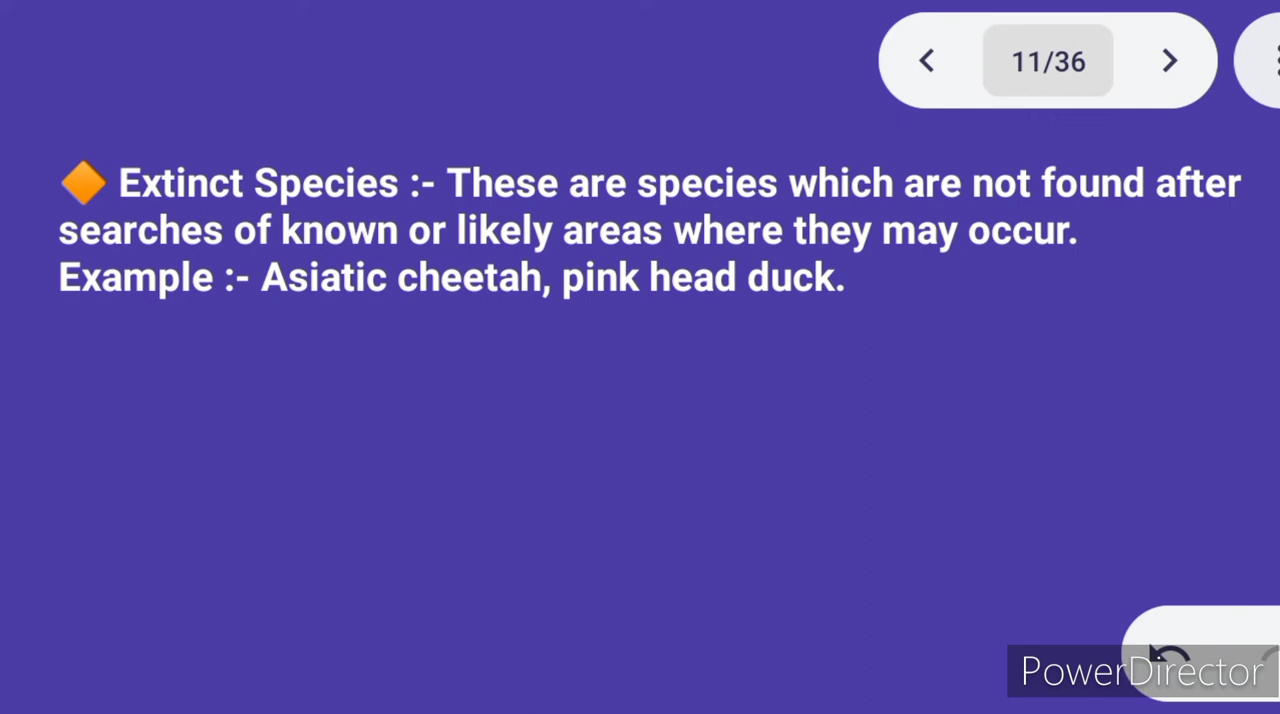 11/36
🔶 Extinct Species :- These are species which are not found after
searches of known or likely areas where they may occur.
Example :- Asiatic cheetah, pink head duck.
PowerDirector